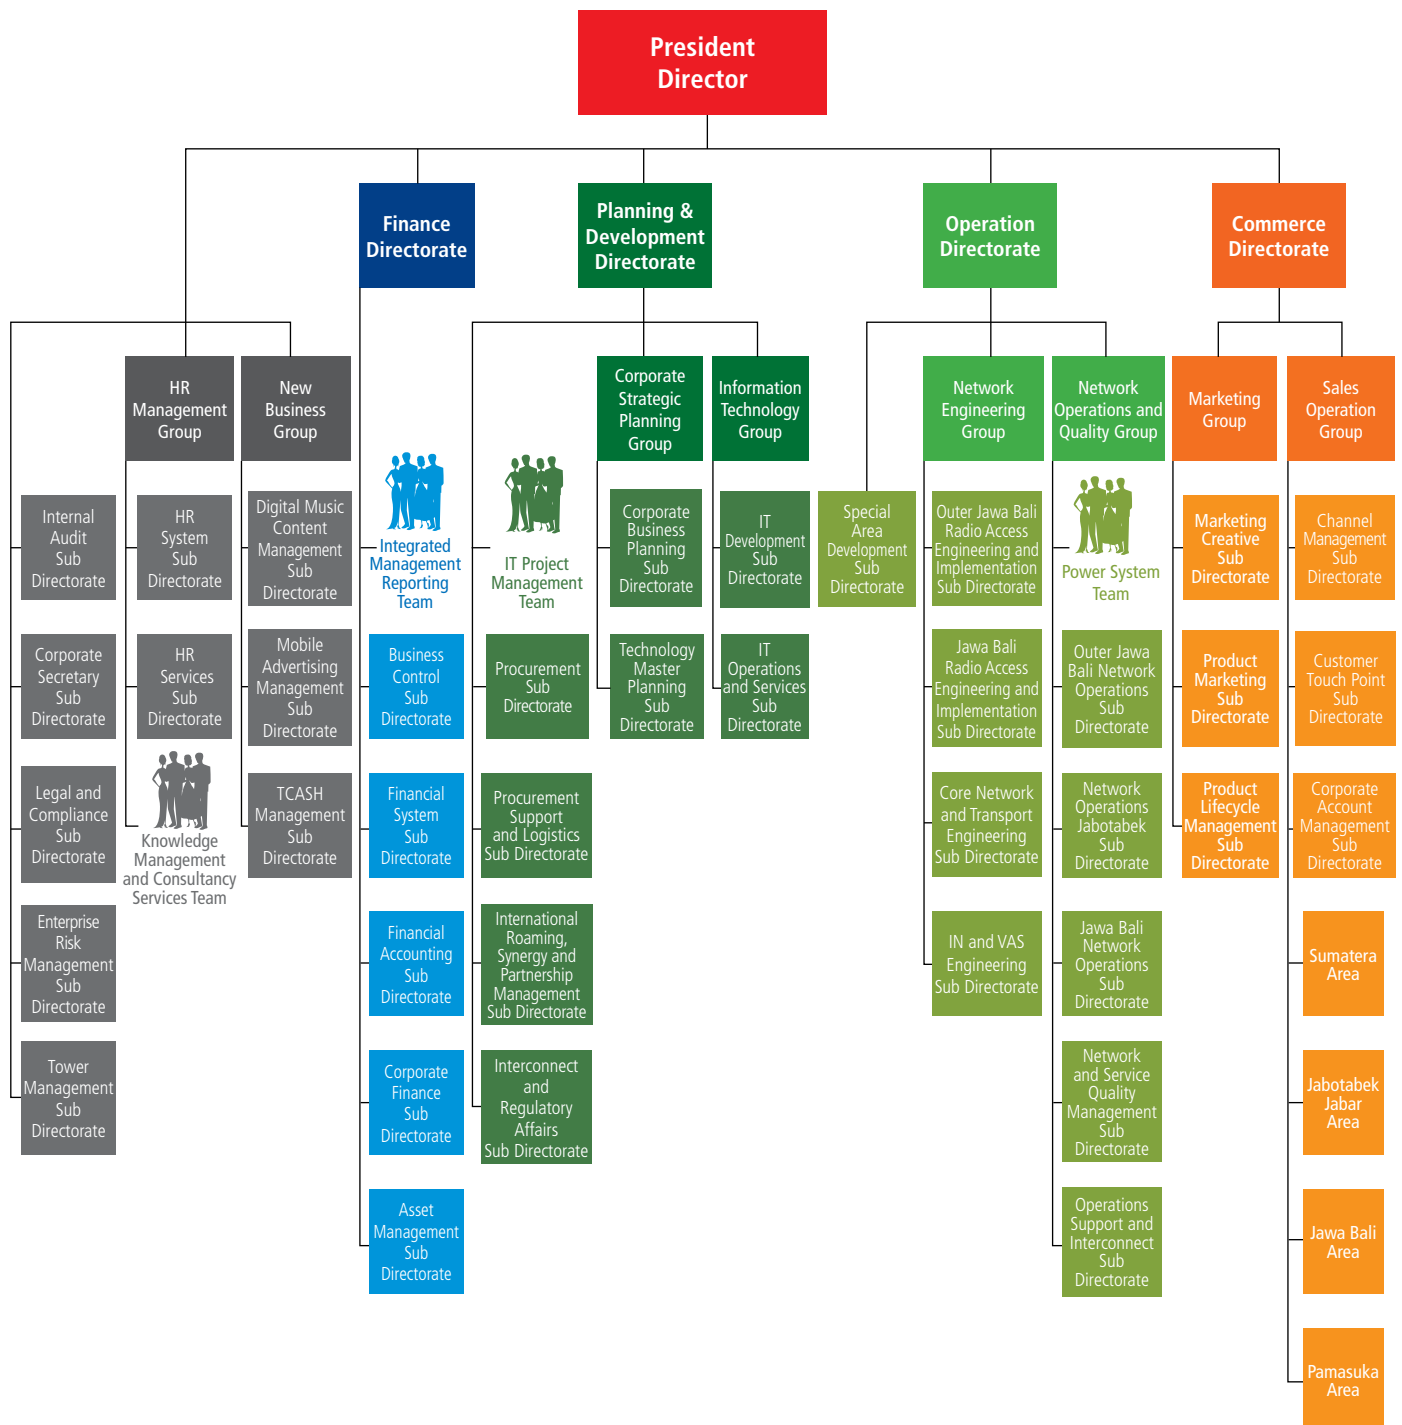 President
Director
Finance
Directorate
Planning &
Development
Directorate
Operation
Directorate
Commerce
Directorate
HR
Management
Group
New
Business
Group
Corporate
Strategic
Planning
Group
Information
Technology
Group
Network
Engineering
Group
Network
Operations and
Quality Group
Marketing
Group
Sales
Operation
Group
Internal
Audit
Sub
Directorate
Corporate
Secretary
Sub
Directorate
Legal and
Compliance
Sub
Directorate
Enterprise
Risk
Management
Sub
Directorate
Tower
Management
Sub
Directorate
HR
System
Sub
Directorate
HR
Services
Sub
Directorate
Knowledge
Management
and Consultancy
Services Team
Digital Music
Content
Management
Sub
Directorate
Mobile
Advertising
Management
Sub
Directorate
TCASH
Management
Sub
Directorate
Integrated
Management
Reporting
Team
Business
Control
Sub
Directorate
Financial
System
Sub
Directorate
Financial
Accounting
Sub
Directorate
Corporate
Finance
Sub
Directorate
Asset
Management
Sub
Directorate
IT Project
Management
Team
Procurement
Sub
Directorate
Procurement
Support
and Logistics
Sub Directorate
International
Roaming,
Synergy and
Partnership
Management
Sub Directorate
Interconnect
and
Regulatory
Affairs
Sub Directorate
Corporate
Business
Planning
Sub
Directorate
Technology
Master
Planning
Sub
Directorate
IT
Development
Sub
Directorate
IT
Operations
and Services
Sub
Directorate
Special
Area
Development
Sub
Directorate
Outer Jawa Bali
Radio Access
Engineering and
Implementation
Sub Directorate
Jawa Bali
Radio Access
Engineering and
Implementation
Sub Directorate
Core Network
and Transport
Engineering
Sub Directorate
IN and VAS
Engineering
Sub Directorate
Power System
Team
Outer Jawa
Bali Network
Operations
Sub
Directorate
Network
Operations
Jabotabek
Sub
Directorate
Jawa Bali
Network
Operations
Sub
Directorate
Network
and Service
Quality
Management
Sub
Directorate
Operations
Support and
Interconnect
Sub
Directorate
Marketing
Creative
Sub
Directorate
Product
Marketing
Sub
Directorate
Product
Lifecycle
Management
Sub
Directorate
Channel
Management
Sub
Directorate
Customer
Touch Point
Sub
Directorate
Corporate
Account
Management
Sub
Directorate
Sumatera
Area
Jabotabek
Jabar
Area
Jawa Bali
Area
Pamasuka
Area